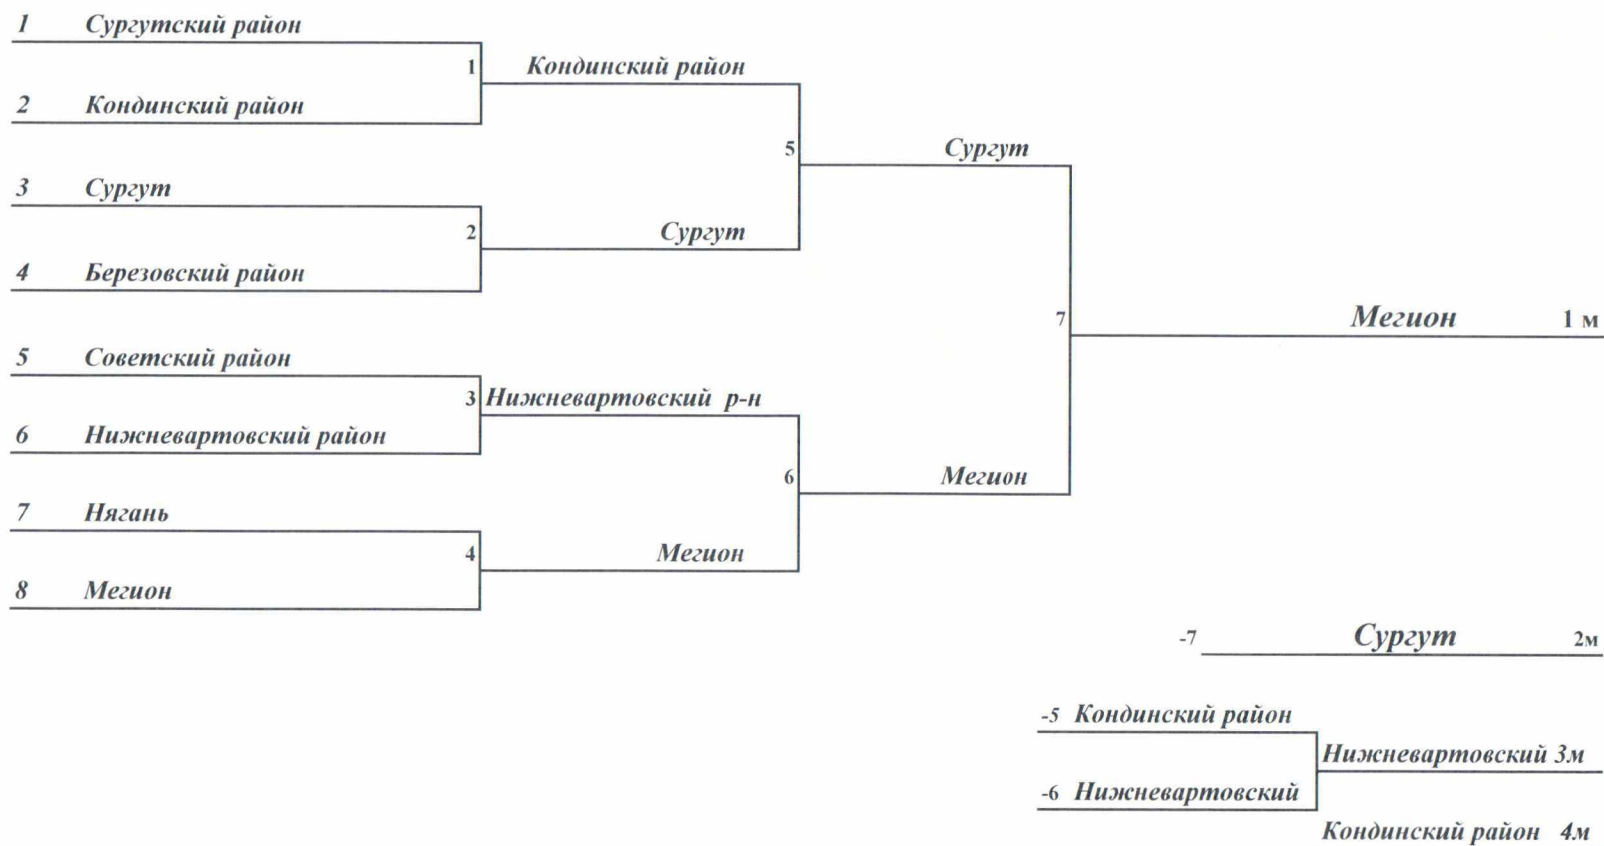 1 Сургутский район
1 Кондинский район
2 Кондинский район
5 Сургут
3 Сургут
2 Сургут
4 Березовский район
7 Мегион 1 м
5 Советский район
3 Нижневартовский р-н
6 Нижневартовский район
6 Мегион
7 Нягань
4 Мегион
8 Мегион
-7 Сургут 2м
-5 Кондинский район
Нижневартовский 3м
-6 Нижневартовский
Кондинский район 4м